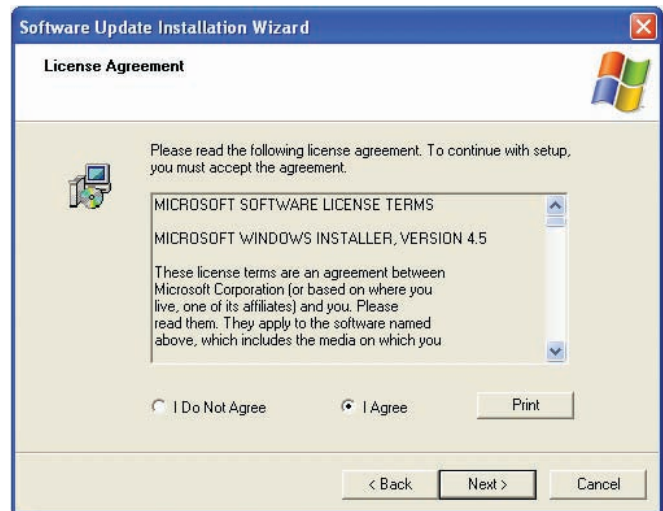 Software Update Installation Wizard
License Agreement
Please read the following license agreement. To continue with setup,
you must accept the agreement.
MICROSOFT SOFTWARE LICENSE TERMS
MICROSOFT WINDOWS INSTALLER, VERSION 4.5
These license terms are an agreement between
Microsoft Corporation (or based on where you
live, one of its affiliates) and you. Please
read them. They apply to the software named
above, which includes the media on which you
I Do Not Agree
I Agree
Print
< Back
Next >
Cancel